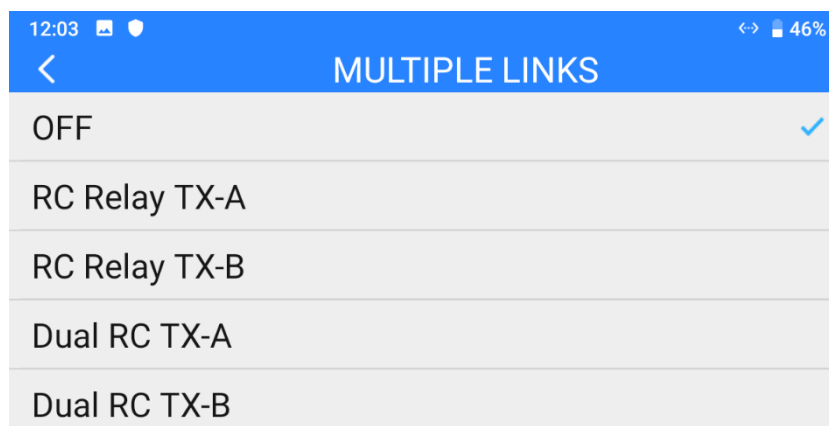 12:03 46%
MULTIPLE LINKS
OFF
RC Relay TX-A
RC Relay TX-B
Dual RC TX-A
Dual RC TX-B